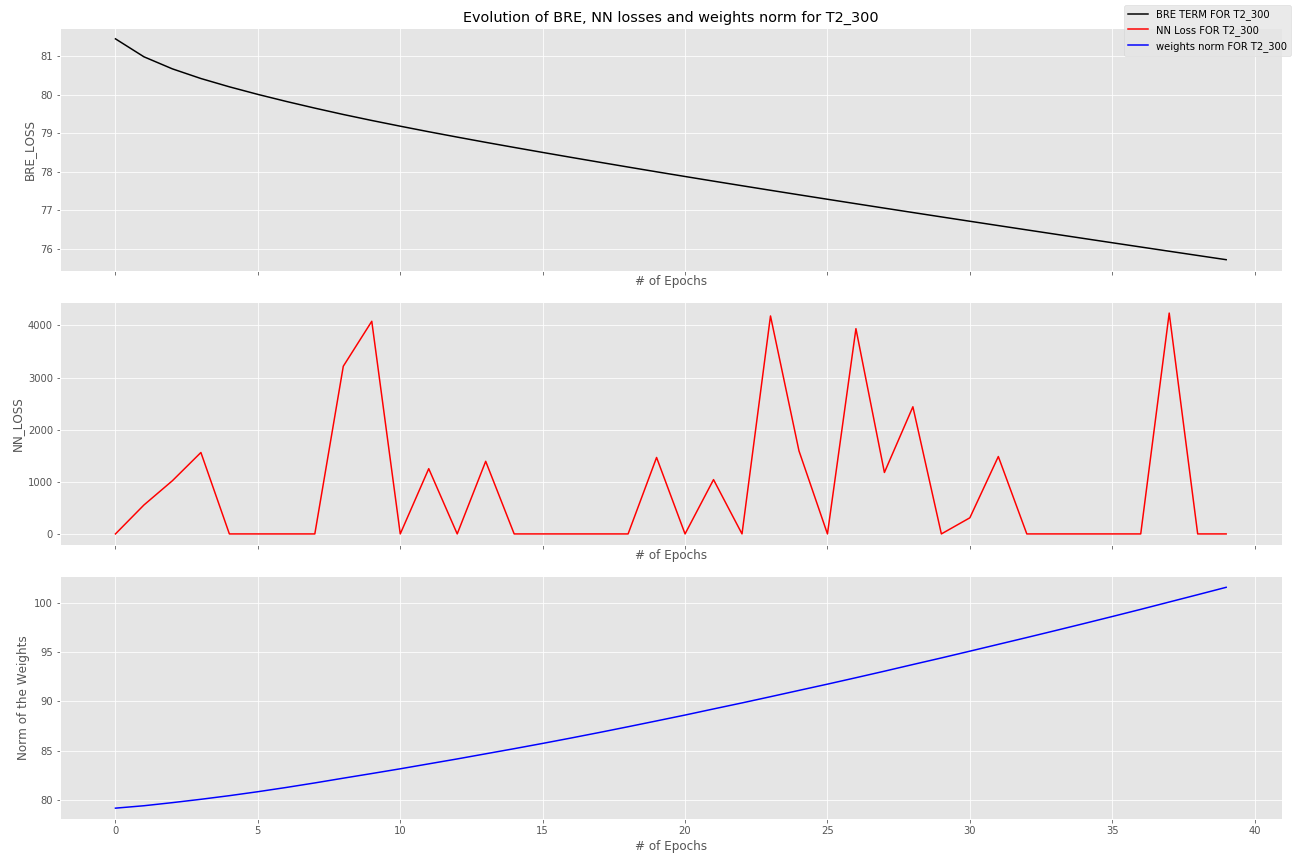 Evolution of BRE, NN losses and weights norm for T2_300
BRE TERM FOR T2_300
NN Loss FOR T2_300
weights norm FOR T2_300
81
80
79
78
77
76
BRE_LOSS
# of Epochs
4000
3000
2000
1000
0
NN_LOSS
# of Epochs
100
95
90
85
80
Norm of the Weights
0 5 10 15 20 25 30 35 40
# of Epochs